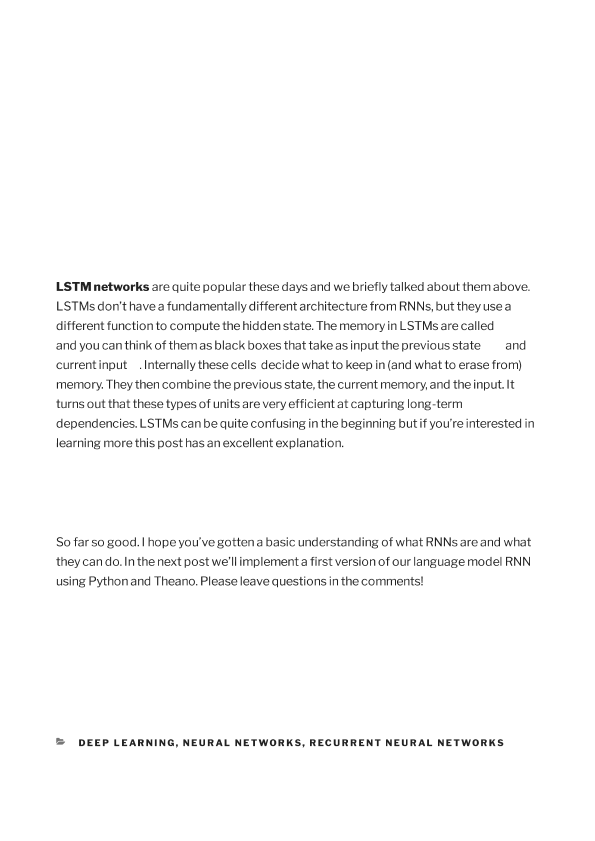 LSTM networks are quite popular these days and we briefly talked about them above.
LSTMs don’t have a fundamentally different architecture from RNNs, but they use a
different function to compute the hidden state. The memory in LSTMs are called
and you can think of them as black boxes that take as input the previous state and
current input . Internally these cells decide what to keep in (and what to erase from)
memory. They then combine the previous state, the current memory, and the input. It
turns out that these types of units are very efficient at capturing long-term
dependencies. LSTMs can be quite confusing in the beginning but if you’re interested in
learning more this post has an excellent explanation.
So far so good. I hope you’ve gotten a basic understanding of what RNNs are and what
they can do. In the next post we’ll implement a first version of our language model RNN
using Python and Theano. Please leave questions in the comments!
DEEP LEARNING, NEURAL NETWORKS, RECURRENT NEURAL NETWORKS